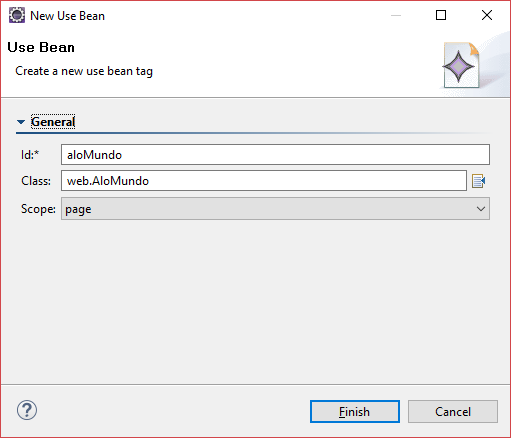 New Use Bean
Use Bean
Create a new use bean tag
General
Id:* aloMundo
Class: web.AloMundo
Scope: page
? Finish Cancel